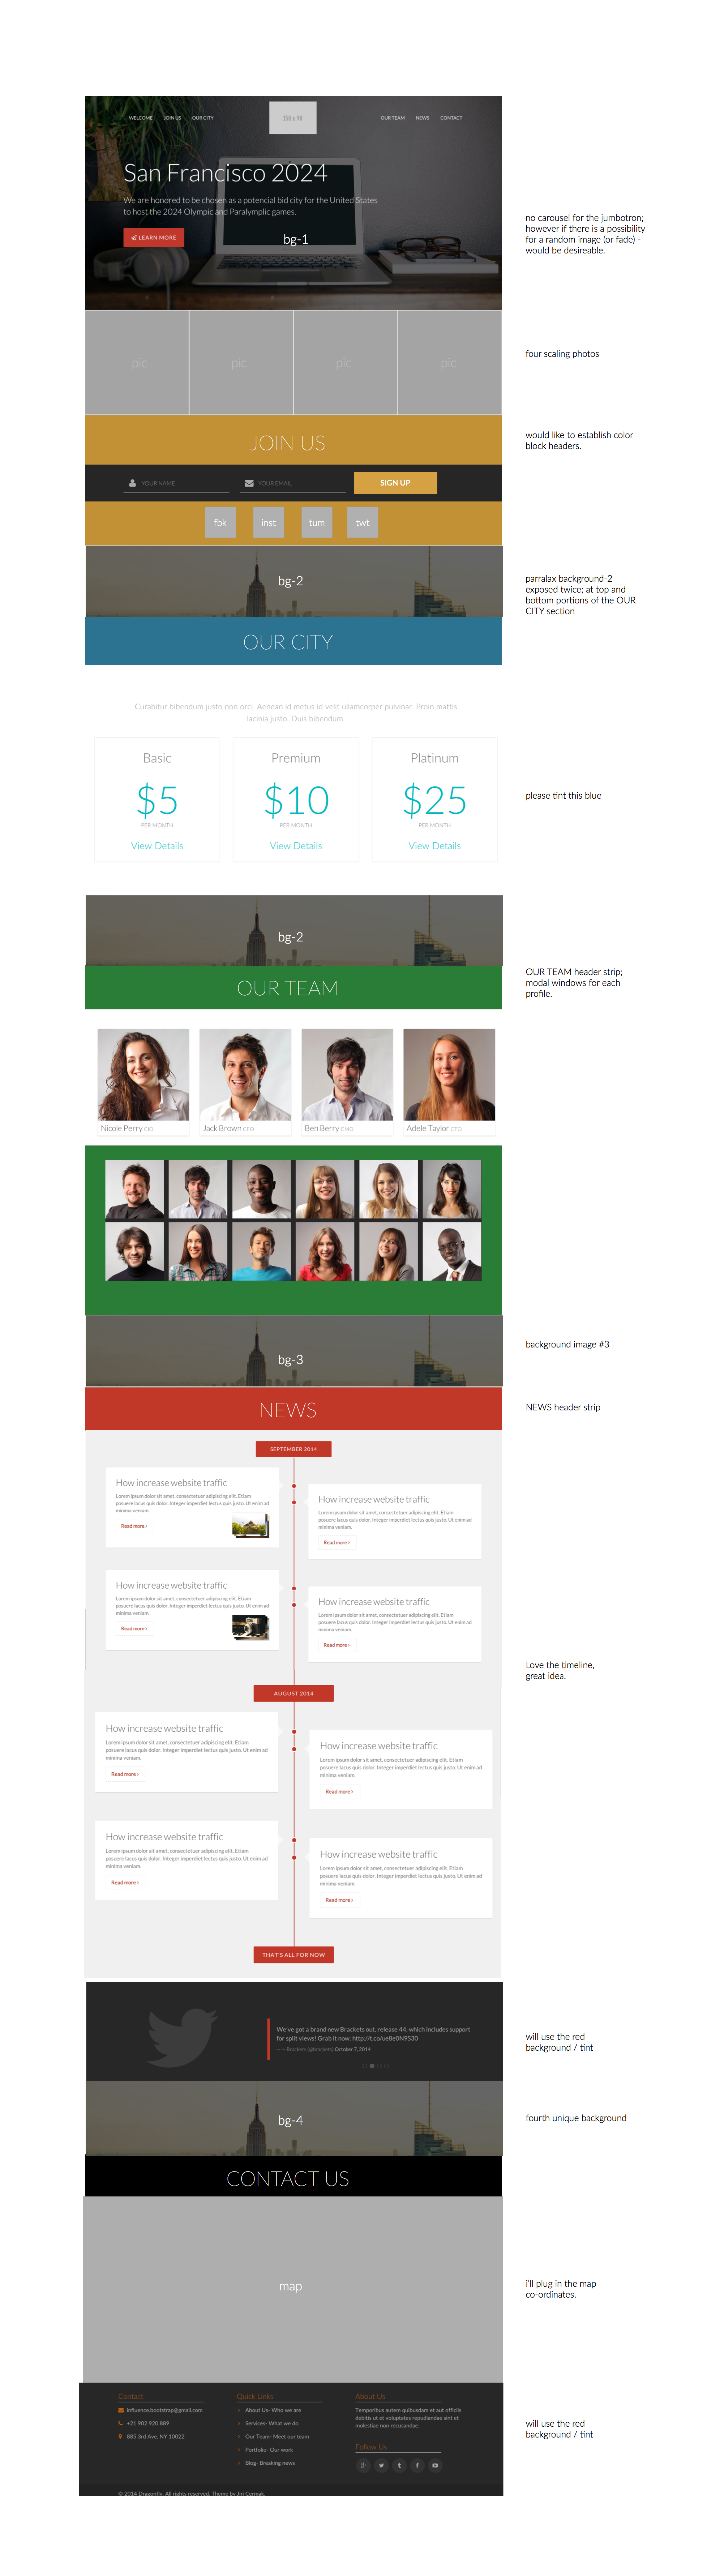 WELCOME JOIN US OUR CITY
OUR TEAM NEWS CONTACT
San Francisco 2024
We are honored to be chosen as a potencial bid city for the United States
to host the 2024 Olympic and Paralymplic games.
LEARN MORE
bg-1
no carousel for the jumbotron;
however if there is a possibility
for a random image (or fade) -
would be desireable.
pic pic pic pic
four scaling photos
JOIN US
would like to establish color
block headers.
YOUR NAME YOUR EMAIL SIGN UP
fbk inst tum twt
bg-2
parralax background-2
exposed twice; at top and
bottom portions of the OUR
CITY section
OUR CITY
Curabitur bibendum justo non orci. Aenean id metus id velit ullamcorper pulvinar. Proin mattis
lacinia justo. Duis bibendum.
Basic Premium Platinum
$5 $10 $25
PER MONTH PER MONTH PER MONTH
View Details View Details View Details
please tint this blue
bg-2
OUR TEAM
OUR TEAM header strip;
modal windows for each
profile.
Nicole Perry CIO Jack Brown CFO Ben Berry CMO Adele Taylor CTO
bg-3
background image #3
NEWS
NEWS header strip
SEPTEMBER 2014
How increase website traffic
Lorem ipsum dolor sit amet, consectetuer adipiscing elit. Etiam
posuere lacus quis dolor. Integer imperdiet lectus quis justo. Ut enim ad
minima veniam.
Read more ›
How increase website traffic
Lorem ipsum dolor sit amet, consectetuer adipiscing elit. Etiam
posuere lacus quis dolor. Integer imperdiet lectus quis justo. Ut enim ad
minima veniam.
Read more ›
How increase website traffic
Lorem ipsum dolor sit amet, consectetuer adipiscing elit. Etiam
posuere lacus quis dolor. Integer imperdiet lectus quis justo. Ut enim ad
minima veniam.
Read more ›
How increase website traffic
Lorem ipsum dolor sit amet, consectetuer adipiscing elit. Etiam
posuere lacus quis dolor. Integer imperdiet lectus quis justo. Ut enim ad
minima veniam.
Read more ›
Love the timeline,
great idea.
AUGUST 2014
How increase website traffic
Lorem ipsum dolor sit amet, consectetuer adipiscing elit. Etiam
posuere lacus quis dolor. Integer imperdiet lectus quis justo. Ut enim ad
minima veniam.
Read more ›
How increase website traffic
Lorem ipsum dolor sit amet, consectetuer adipiscing elit. Etiam
posuere lacus quis dolor. Integer imperdiet lectus quis justo. Ut enim ad
minima veniam.
Read more ›
How increase website traffic
Lorem ipsum dolor sit amet, consectetuer adipiscing elit. Etiam
posuere lacus quis dolor. Integer imperdiet lectus quis justo. Ut enim ad
minima veniam.
Read more ›
How increase website traffic
Lorem ipsum dolor sit amet, consectetuer adipiscing elit. Etiam
posuere lacus quis dolor. Integer imperdiet lectus quis justo. Ut enim ad
minima veniam.
Read more ›
THAT'S ALL FOR NOW
We've got a brand new Brackets out, release 44, which includes support
for split views! Grab it now: http://t.co/ue8e0N9S30
— – Brackets (@brackets) October 7, 2014
will use the red
background / tint
bg-4
fourth unique background
CONTACT US
map
i'll plug in the map
co-ordinates.
Contact
influence.bootstrap@gmail.com
+21 902 920 889
885 3rd Ave, NY 10022
Quick Links
About Us- Who we are
Services- What we do
Our Team- Meet our team
Portfolio- Our work
Blog- Breaking news
About Us
Temporibus autem quibusdam et aut officiis
debitis ut et voluptates repudiandae sint et
molestiae non recusandae.
Follow Us
will use the red
background / tint
© 2014 Dragonfly. All rights reserved. Theme by Jiri Cermak.